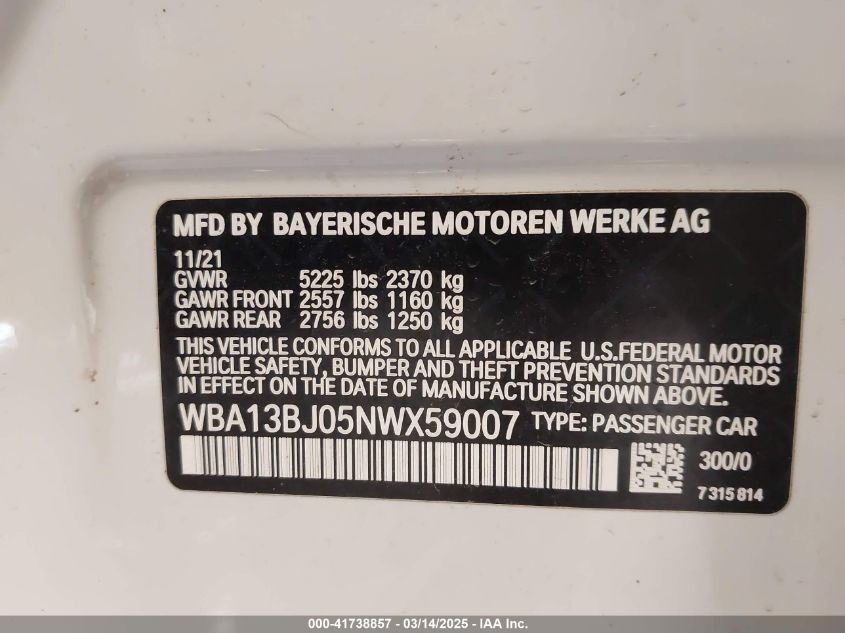 MFD BY BAYERISCHE MOTOREN WERKE AG
11/21
GVWR 5225 lbs 2370 kg
GAWR FRONT 2557 lbs 1160 kg
GAWR REAR 2756 lbs 1250 kg
THIS VEHICLE CONFORMS TO ALL APPLICABLE U.S.FEDERAL MOTOR
VEHICLE SAFETY, BUMPER AND THEFT PREVENTION STANDARDS
IN EFFECT ON THE DATE OF MANUFACTURE SHOWN ABOVE.
WBA13BJ05NWX59007 TYPE: PASSENGER CAR
300/0
7315814
000-41738857 - 03/14/2025 - IAA Inc.